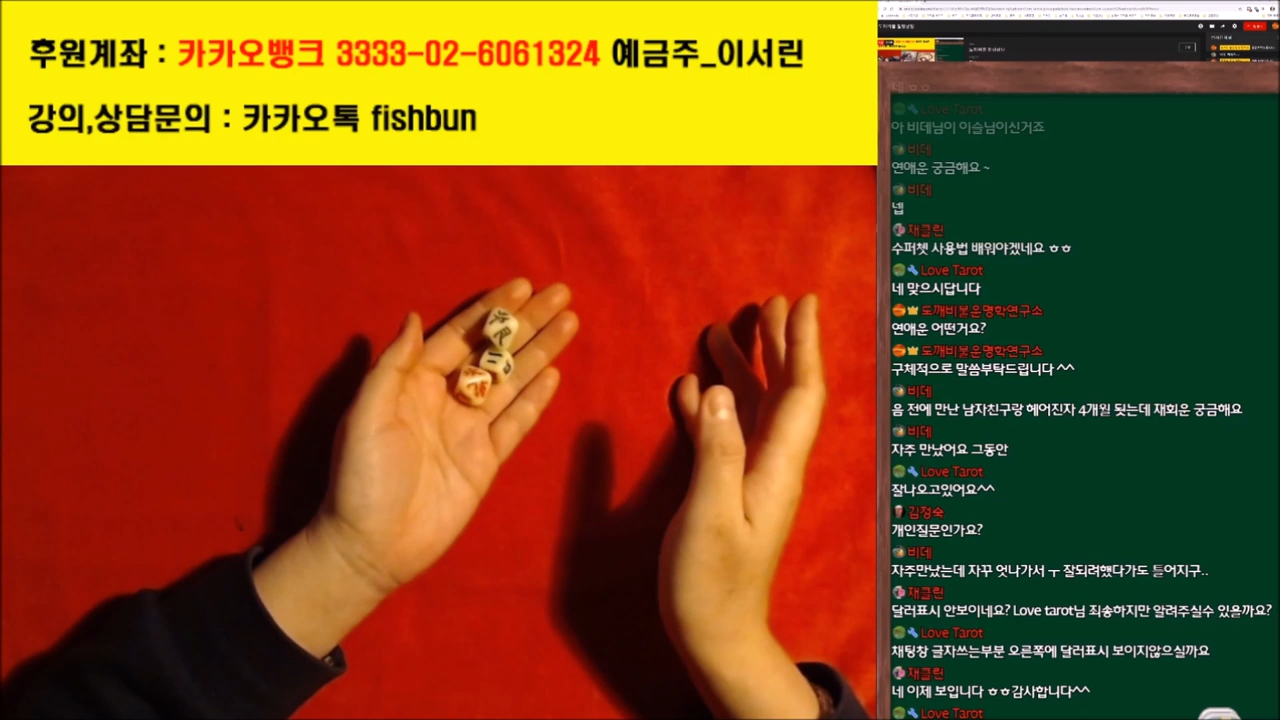 후원계좌 : 카카오뱅크 3333-02-6061324 예금주_이서린
강의,상담문의 : 카카오톡 fishbun
Love Tarot
아 비데님이 이슬님이신거죠
비데
연애운 궁금해요 ~
비데
넵
재클린
수퍼쳇 사용법 배워야겠네요 ㅎㅎ
Love Tarot
네 맞으시답니다
도깨비불운명학연구소
연애운 어떤거요?
도깨비불운명학연구소
구체적으로 말씀부탁드립니다 ^^
비데
음 전에 만난 남자친구랑 헤어진자 4개월 됫는데 재회운 궁금해요
비데
자주 만났어요 그동안
Love Tarot
잘나오고있어요^^
김정숙
개인질문인가요?
비데
자주만났는데 자꾸 엇나가서 ㅜ 잘되려했다가도 틀어지구..
재클린
달러표시 안보이네요? Love tarot님 죄송하지만 알려주실수 있을까요?
Love Tarot
채팅창 글자쓰는부분 오른쪽에 달러표시 보이지않으실까요
재클린
네 이제 보입니다 ㅎㅎ감사합니다^^
Love Tarot